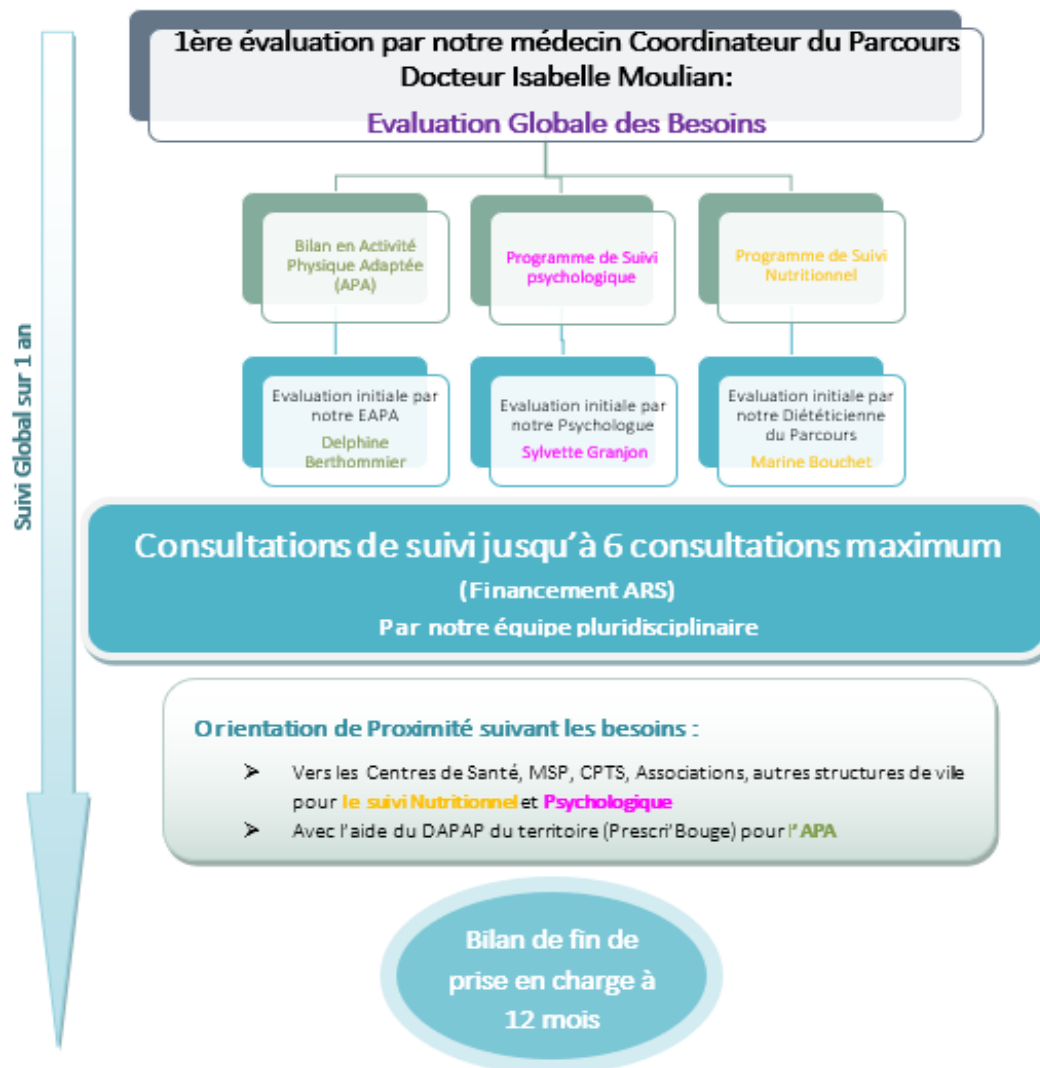 1ère évaluation par notre médecin Coordinateur du Parcours
Docteur Isabelle Moulian:
Evaluation Globale des Besoins
Suivi Global sur 1 an
Bilan en Activité
Physique Adaptée
(APA)
Programme de Suivi
psychologique
Programme de Suivi
Nutritionnel
Evaluation initiale par
notre EAPA
Delphine
Berthommier
Evaluation initiale par
notre Psychologue
Sylvette Granjon
Evaluation initiale par
notre Diététicienne
du Parcours
Marine Bouchet
Consultations de suivi jusqu'à 6 consultations maximum
(Financement ARS)
Par notre équipe pluridisciplinaire
Orientation de Proximité suivant les besoins :
➢ Vers les Centres de Santé, MSP, CPTS, Associations, autres structures de ville
pour le suivi Nutritionnel et Psychologique
➢ Avec l'aide du DAPAP du territoire (Prescri'Bouge) pour l'APA
Bilan de fin de
prise en charge à
12 mois